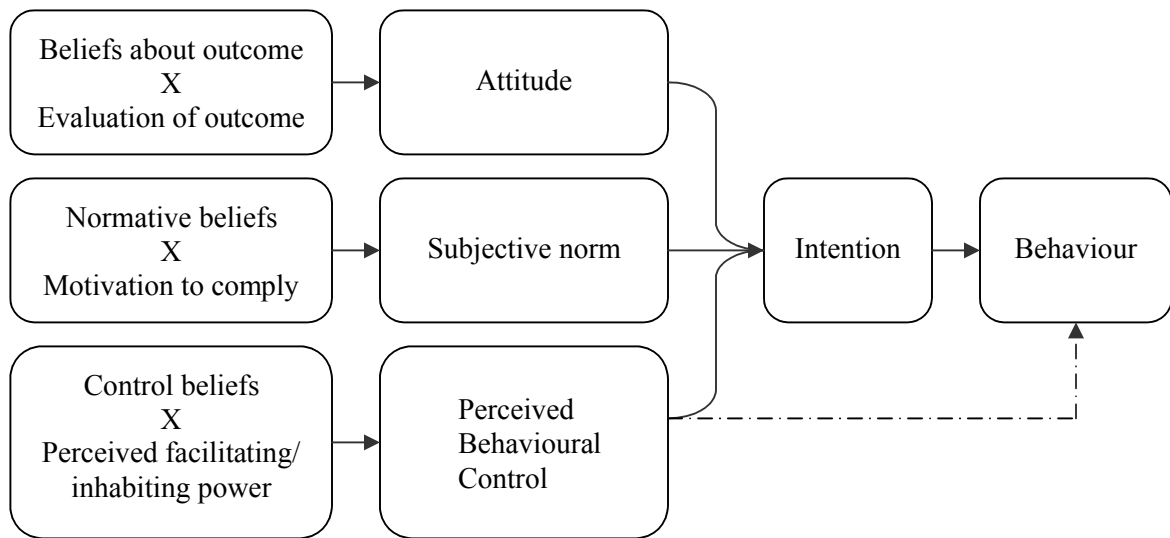 Beliefs about outcome
X
Evaluation of outcome
Attitude
Normative beliefs
X
Motivation to comply
Subjective norm
Intention
Behaviour
Control beliefs
X
Perceived facilitating/
inhabiting power
Perceived
Behavioural
Control